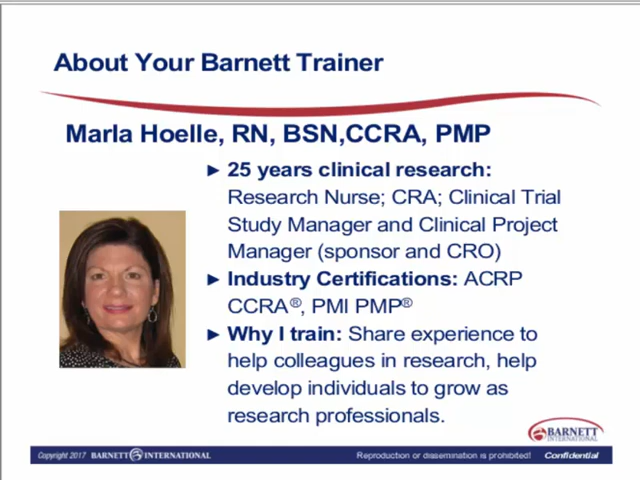 About Your Barnett Trainer
Marla Hoelle, RN, BSN,CCRA, PMP
► 25 years clinical research:
Research Nurse; CRA; Clinical Trial
Study Manager and Clinical Project
Manager (sponsor and CRO)
► Industry Certifications: ACRP
CCRA®, PMI PMP®
► Why I train: Share experience to
help colleagues in research, help
develop individuals to grow as
research professionals.
BARNETT
INTERNATIONAL
Copyright 2017 BARNETT INTERNATIONAL Reproduction or dissemination is prohibited! Confidential